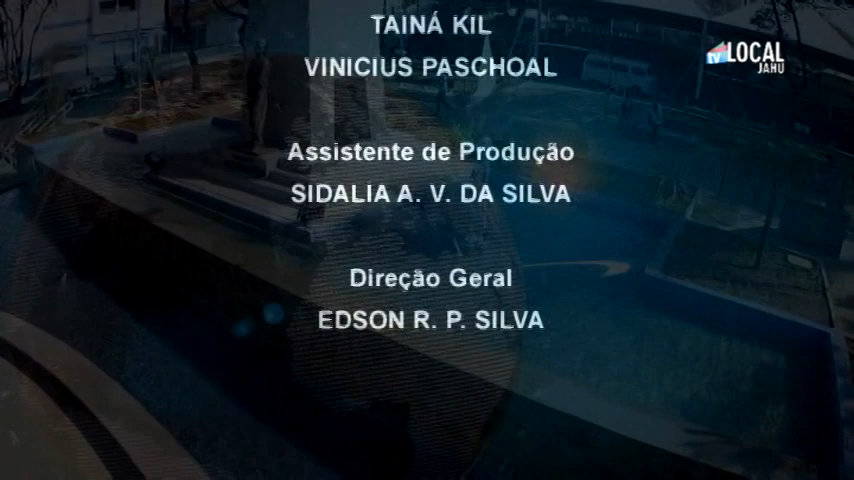 TAINÁ KIL
VINICIUS PASCHOAL
tv LOCAL
JAHU
Assistente de Produção
SIDALIA A. V. DA SILVA
Direção Geral
EDSON R. P. SILVA